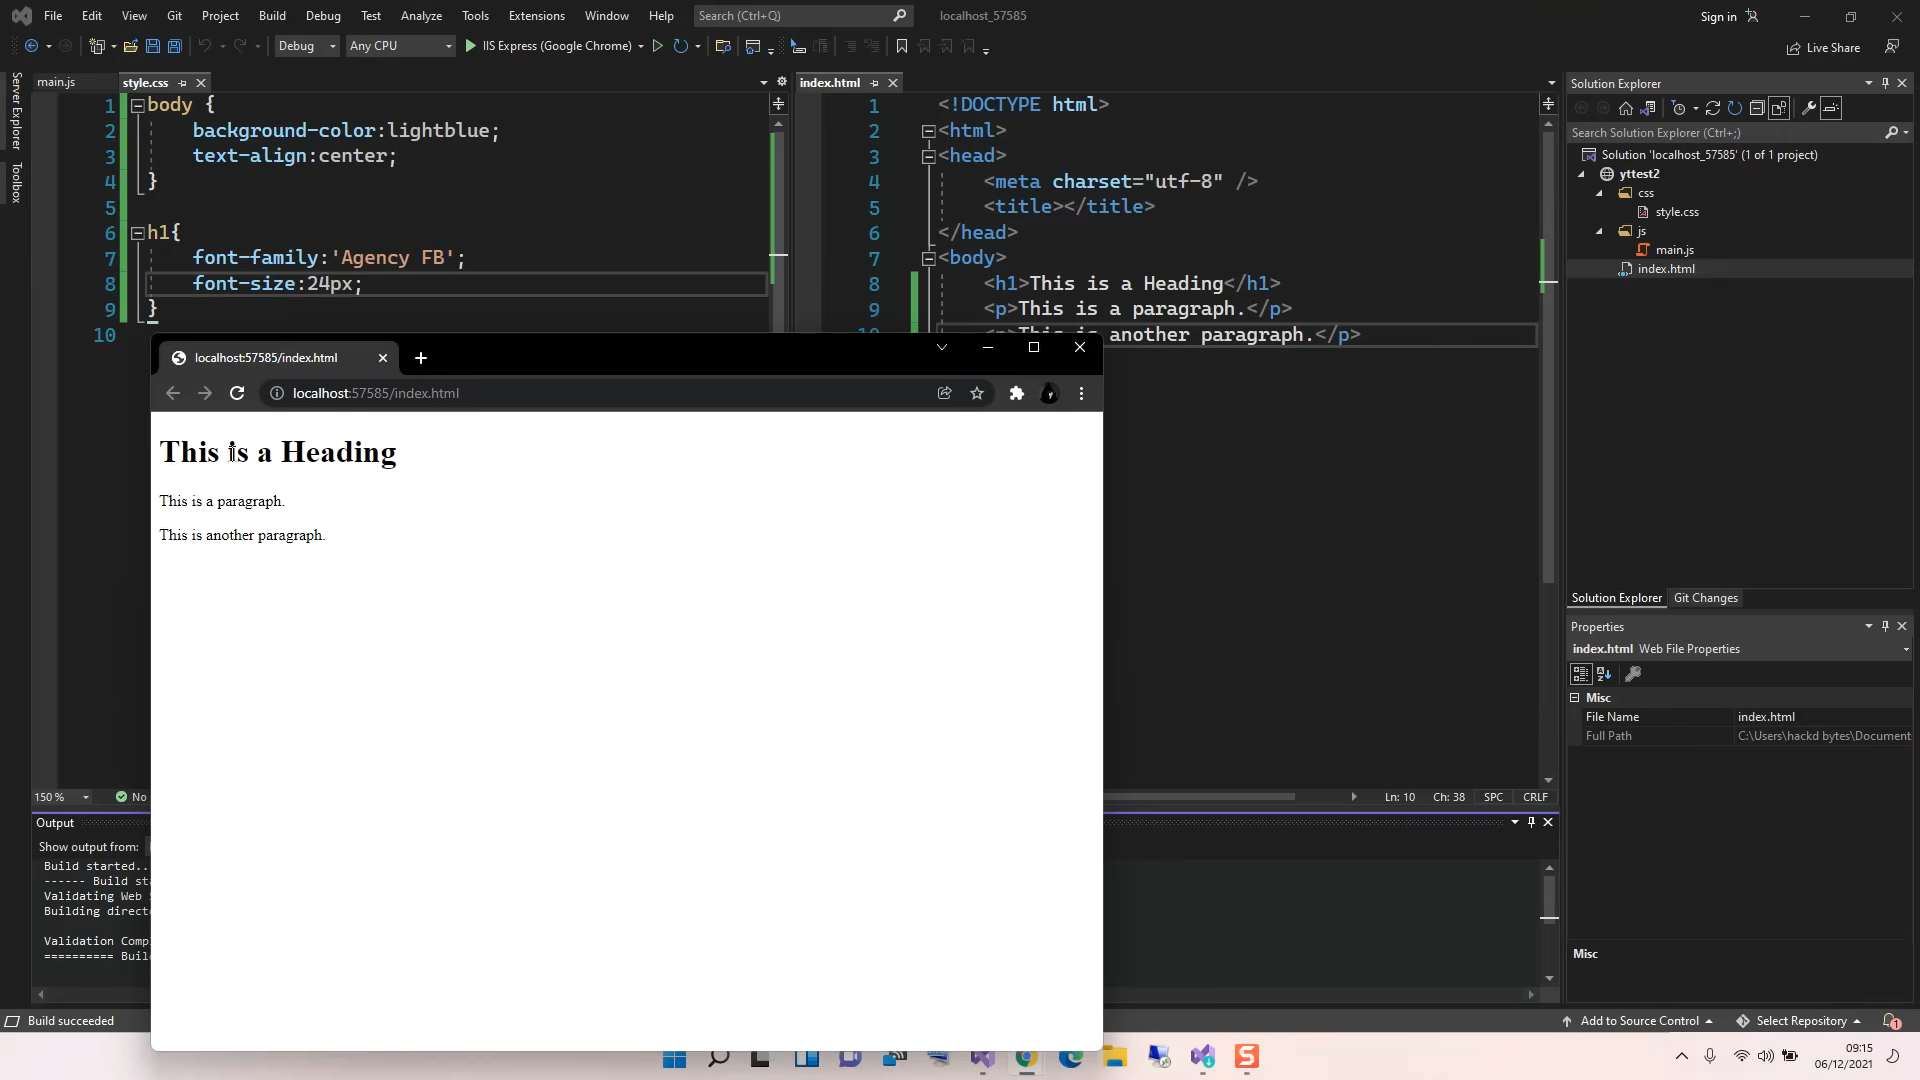 File Edit View Git Project Build Debug Test Analyze Tools Extensions Window Help Search (Ctrl+Q) localhost_57585 Sign in
Debug Any CPU IIS Express (Google Chrome) Live Share
Server Explorer
Toolbox
main.js style.css
1 body {
2 background-color:lightblue;
3 text-align:center;
4 }
5
6 h1{
7 font-family:'Agency FB';
8 font-size:24px;
9 }
10
index.html
1 <!DOCTYPE html>
2 <html>
3 <head>
4 <meta charset="utf-8" />
5 <title></title>
6 </head>
7 <body>
8 <h1>This is a Heading</h1>
9 <p>This is a paragraph.</p>
10 <p>This is another paragraph.</p>
localhost:57585/index.html
localhost:57585/index.html
This is a Heading
This is a paragraph.
This is another paragraph.
150 % No
Ln: 10 Ch: 38 SPC CRLF
Output
Show output from:
Build started..
------ Build st
Validating Web
Building direct
Validation Comp
========== Buil
Solution Explorer
Search Solution Explorer (Ctrl+;)
Solution 'localhost_57585' (1 of 1 project)
yttest2
css
style.css
js
main.js
index.html
Solution Explorer Git Changes
Properties
index.html Web File Properties
Misc
File Name index.html
Full Path C:\Users\hackd bytes\Document
Misc
Build succeeded Add to Source Control Select Repository 1
09:15
06/12/2021